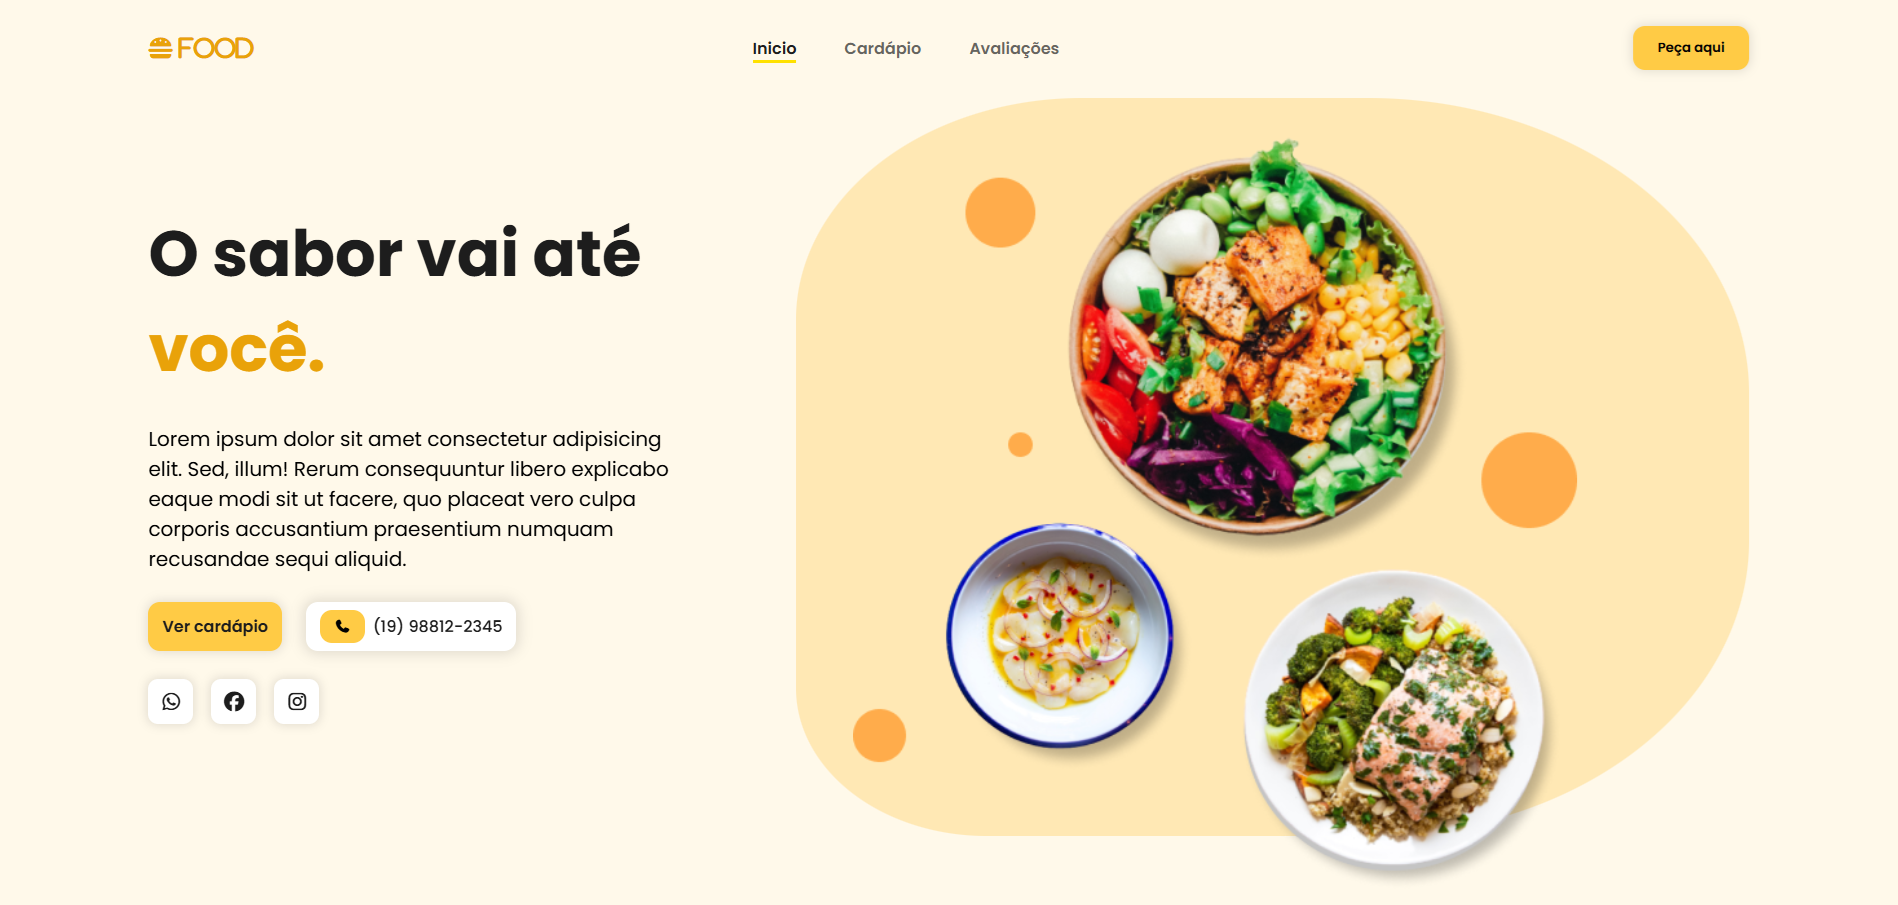 FOOD
Inicio
Cardápio
Avaliações
Peça aqui
O sabor vai até
você.
Lorem ipsum dolor sit amet consectetur adipisicing
elit. Sed, illum! Rerum consequuntur libero explicabo
eaque modi sit ut facere, quo placeat vero culpa
corporis accusantium praesentium numquam
recusandae sequi aliquid.
Ver cardápio
(19) 98812-2345